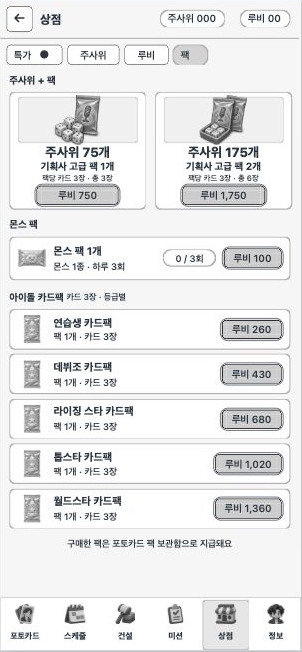 ← 상점
주사위 000
루비 00
특가
주사위
루비
팩
주사위 + 팩
주사위 75개
기획사 고급 팩 1개
팩당 카드 3장 · 총 3장
루비 750
주사위 175개
기획사 고급 팩 2개
팩당 카드 3장 · 총 6장
루비 1,750
몬스 팩
몬스 팩 1개
몬스 1종 · 하루 3회
0 / 3회
루비 100
아이돌 카드팩 카드 3장 · 등급별
연습생 카드팩
팩 1개 · 카드 3장
루비 260
데뷔조 카드팩
팩 1개 · 카드 3장
루비 430
라이징 스타 카드팩
팩 1개 · 카드 3장
루비 680
톱스타 카드팩
팩 1개 · 카드 3장
루비 1,020
월드스타 카드팩
팩 1개 · 카드 3장
루비 1,360
구매한 팩은 포토카드 팩 보관함으로 지급돼요
포토카드
스케줄
건설
미션
상점
정보